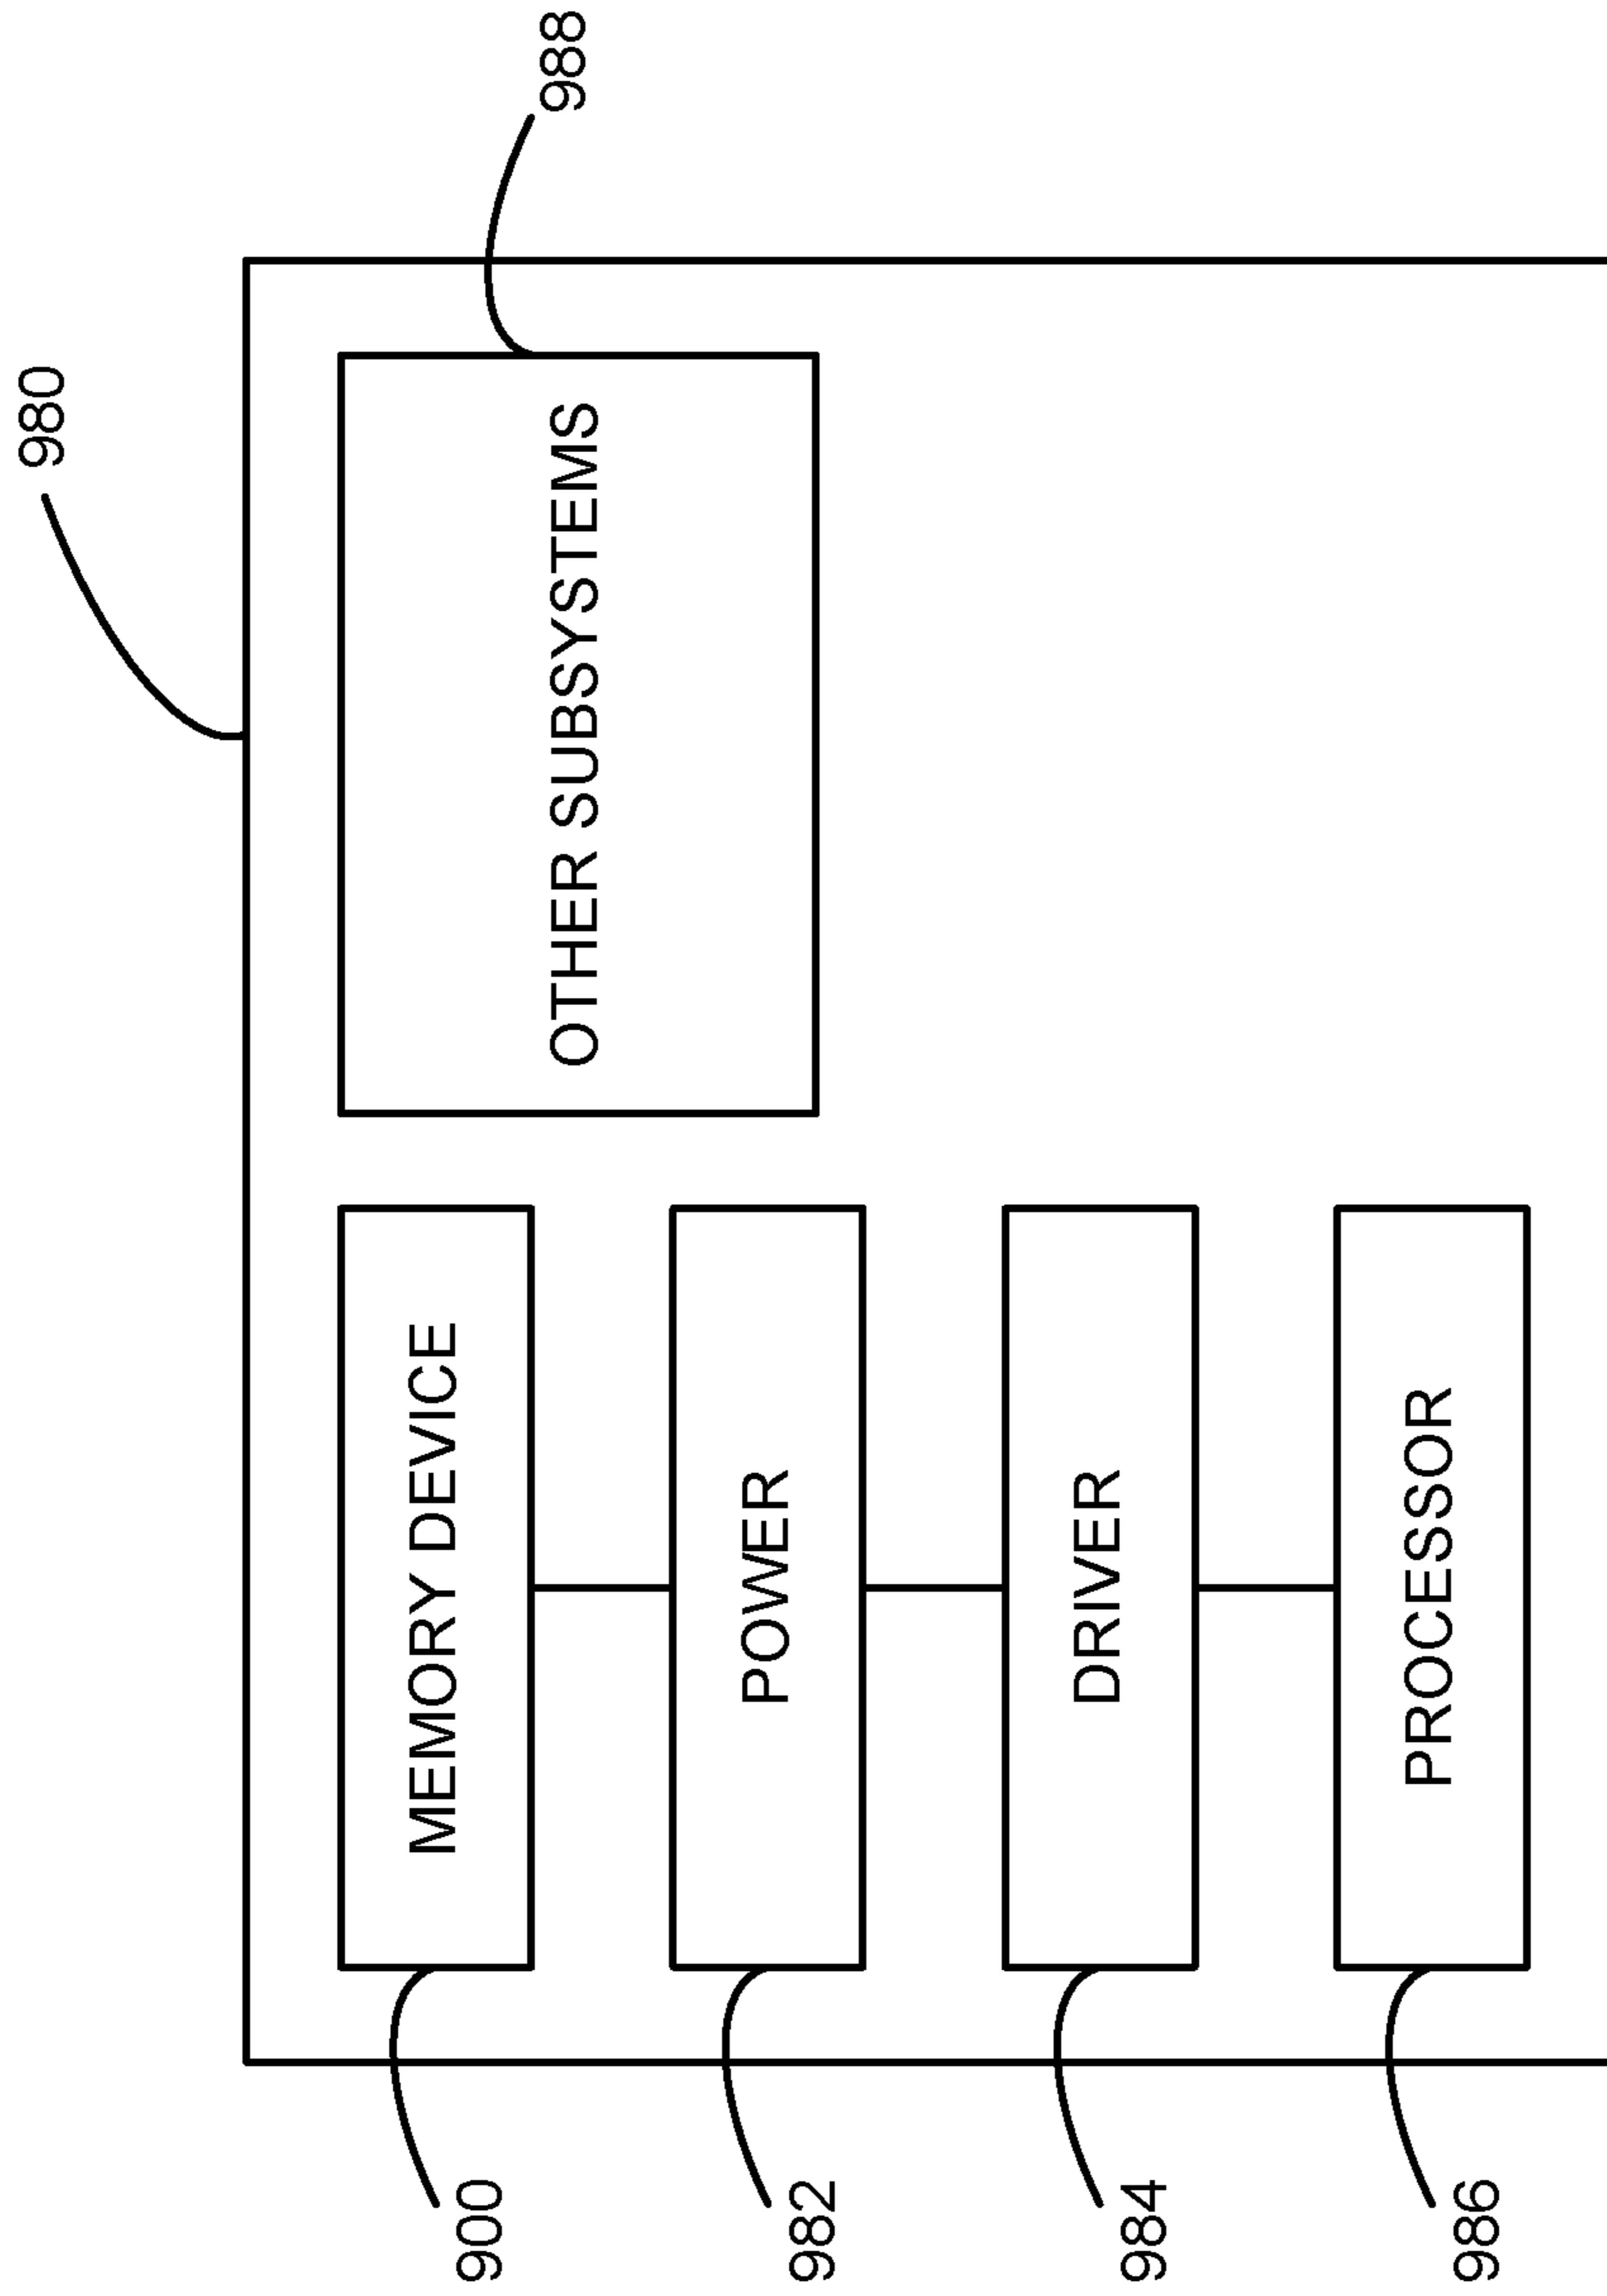 980
900
MEMORY DEVICE
OTHER SUBSYSTEMS
988
982
POWER
984
DRIVER
986
PROCESSOR